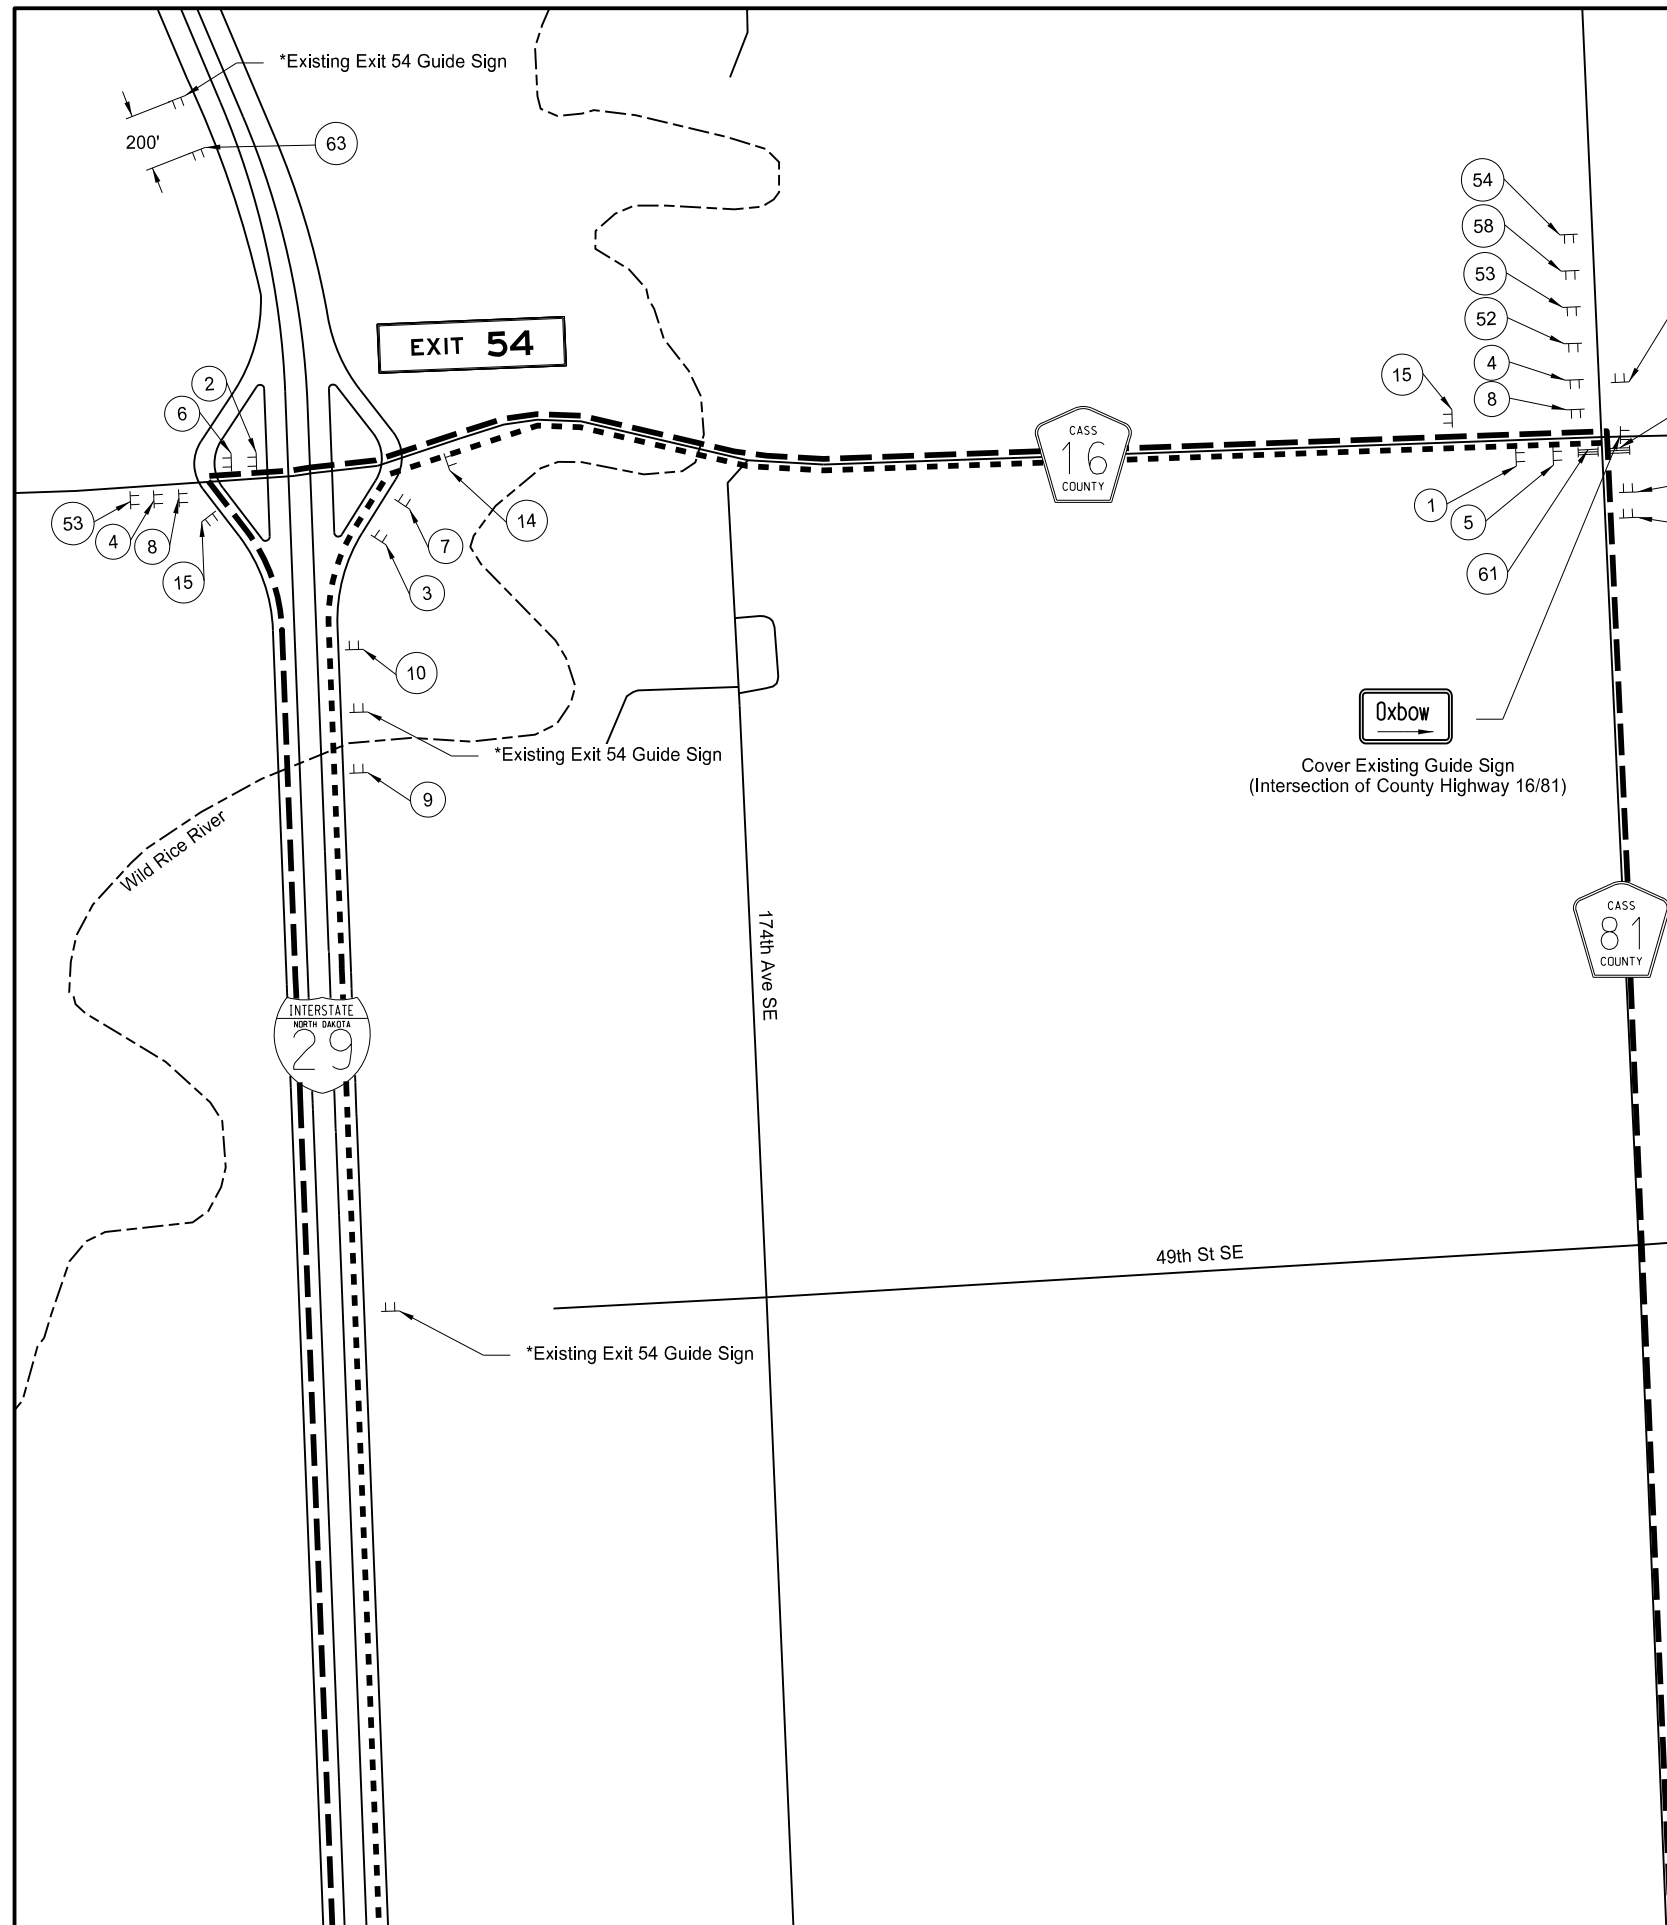 *Existing Exit 54 Guide Sign
200'
63
54
58
53
52
4
8
15
EXIT 54
2
6
CASS
16
COUNTY
53
4
8
15
14
7
3
1
5
61
10
*Existing Exit 54 Guide Sign
9
Oxbow
Cover Existing Guide Sign
(Intersection of County Highway 16/81)
Wild Rice River
174th Ave SE
CASS
81
COUNTY
INTERSTATE
NORTH DAKOTA
29
49th St SE
*Existing Exit 54 Guide Sign